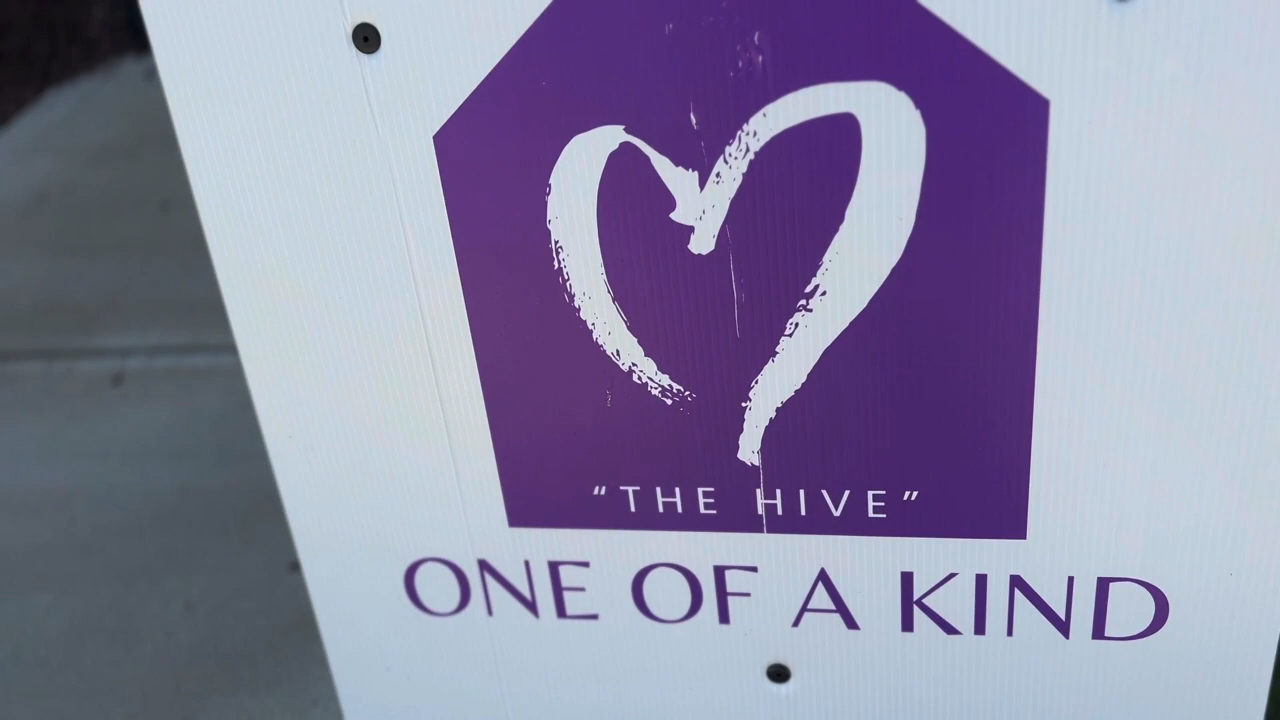 “THE HIVE”
ONE OF A KIND